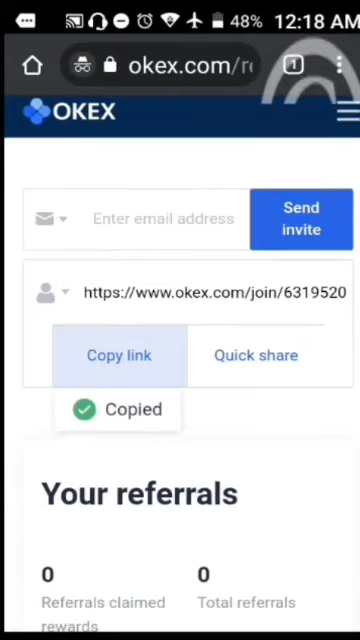 48% 12:18 AM
okex.com/r
1
OKEX
Enter email address
Send
invite
https://www.okex.com/join/6319520
Copy link
Quick share
Copied
Your referrals
0
0
Referrals claimed
rewards
Total referrals